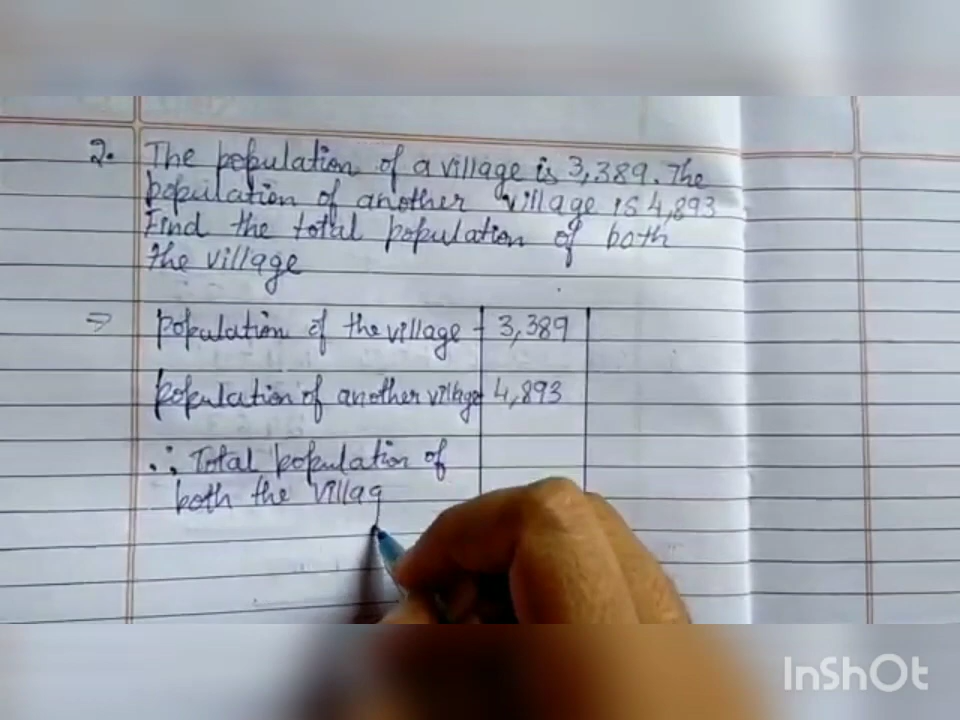 2. The population of a village is 3,389. The
population of another village is 4,893
Find the total population of both
the village
⇒ population of the village - 3,389
population of another village 4,893
∴ Total population of
both the villag
InShOt